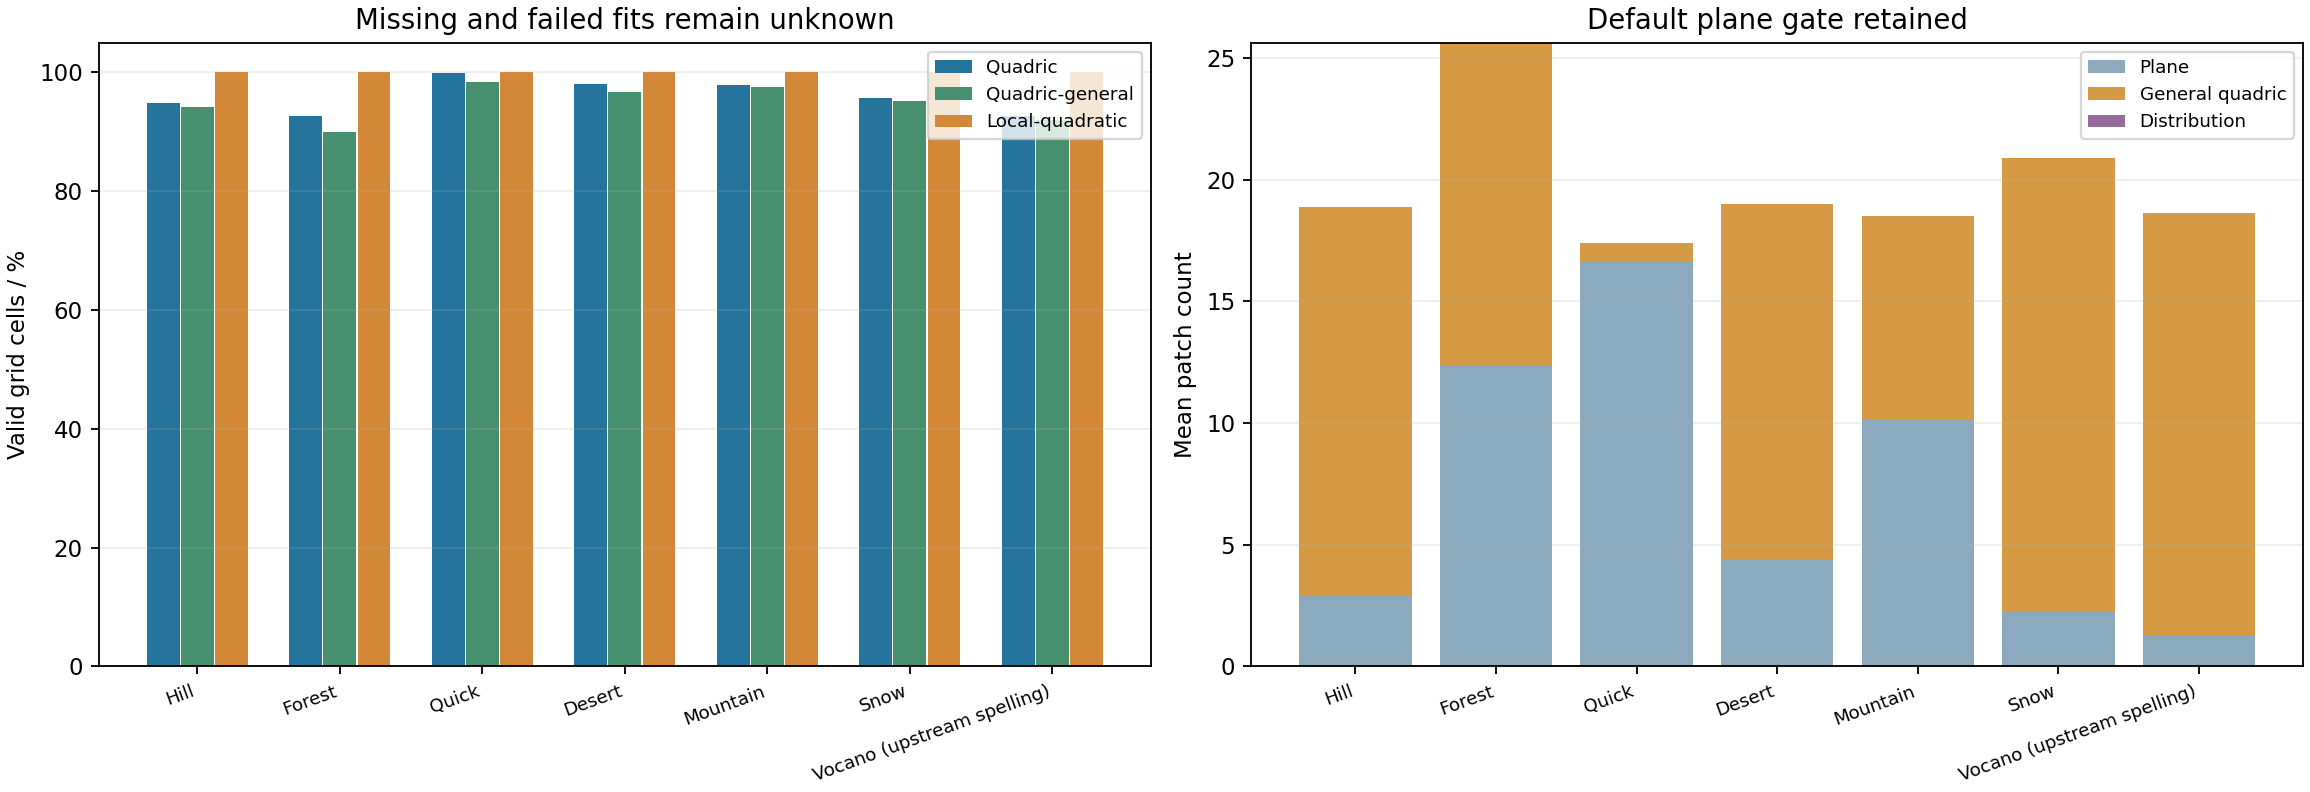 Missing and failed fits remain unknown
Valid grid cells / %
100
80
60
40
20
0
Quadric
Quadric-general
Local-quadratic
Hill
Forest
Quick
Desert
Mountain
Snow
Vocano (upstream spelling)
Default plane gate retained
Mean patch count
25
20
15
10
5
0
Plane
General quadric
Distribution
Hill
Forest
Quick
Desert
Mountain
Snow
Vocano (upstream spelling)